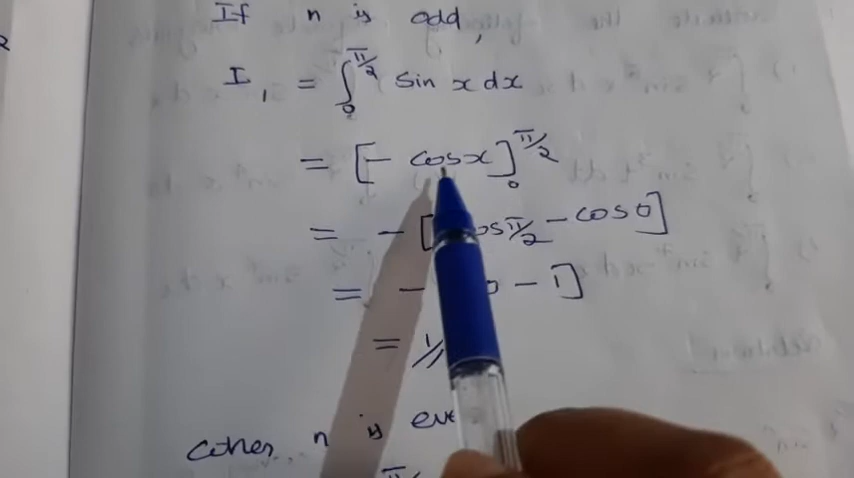 If n is odd,
I₁ = ∫₀^π/2 sin x dx
= [- cos x]₀^π/2
= - [cos π/2 - cos 0]
= - [0 - 1]
= 1//
when n is eve
π/